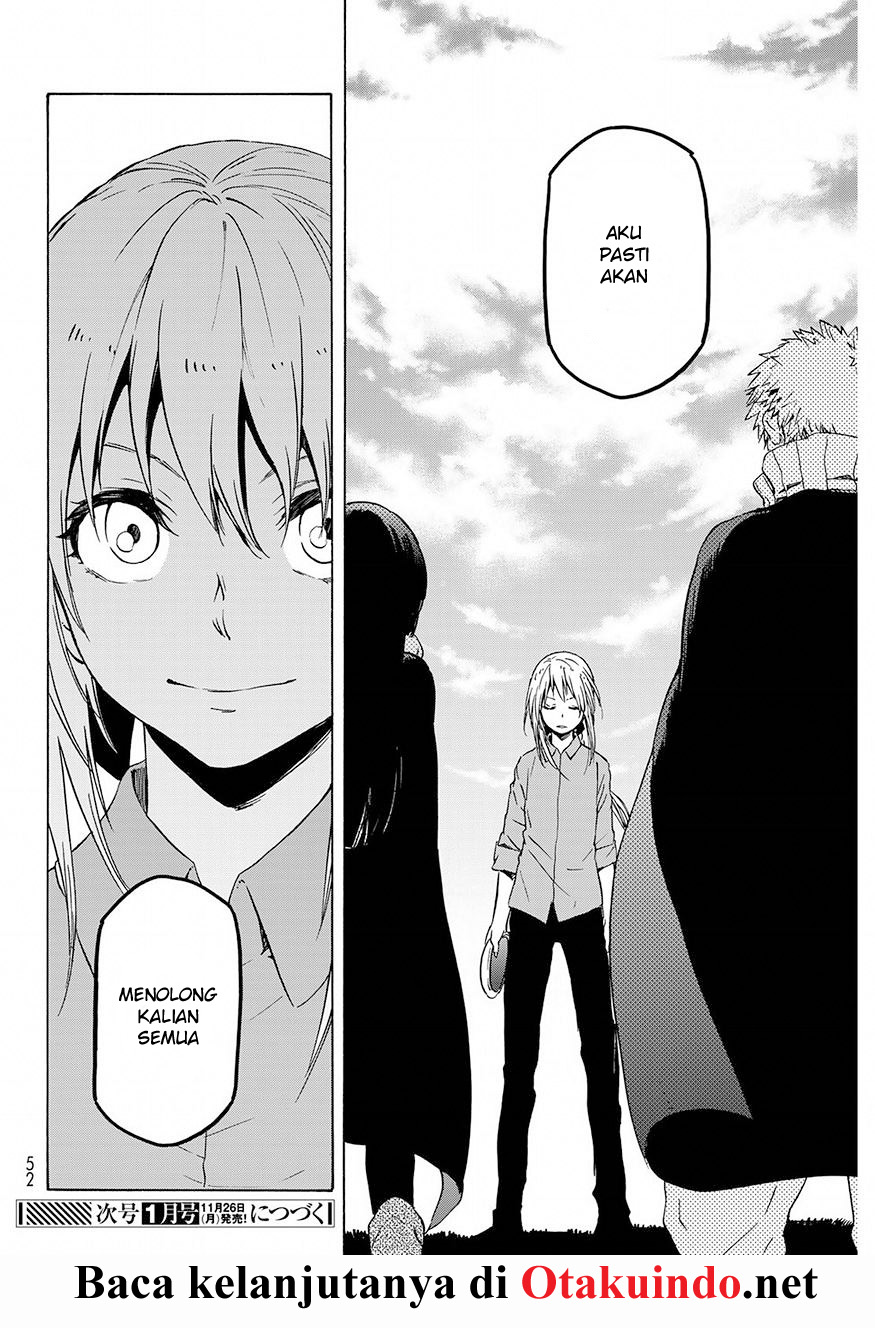 AKU
PASTI
AKAN
MENOLONG
KALIAN
SEMUA
52
次号1月号11月26日(月)発売!につづく
Baca kelanjutanya di Otakuindo.net